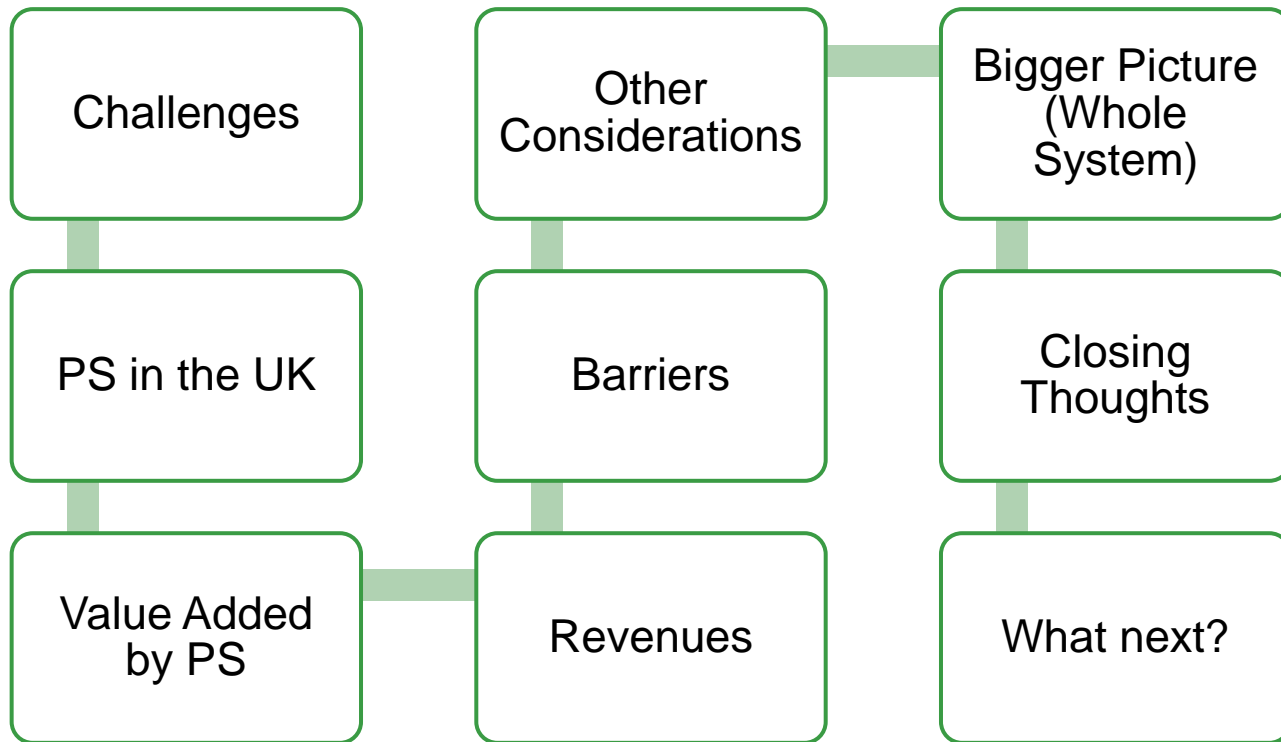 Challenges
PS in the UK
Value Added
by PS
Revenues
Barriers
Other
Considerations
Bigger Picture
(Whole
System)
Closing
Thoughts
What next?